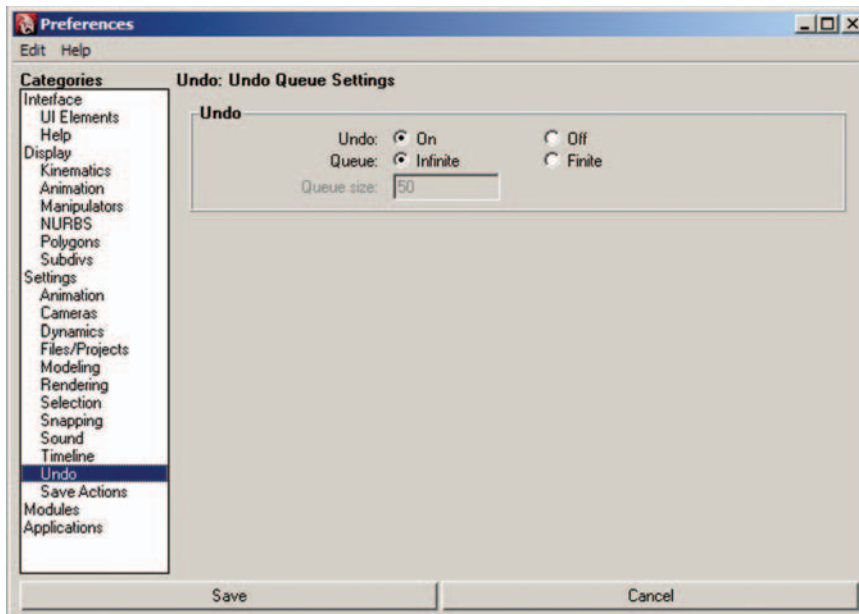 Preferences
Edit Help
Categories
Interface
UI Elements
Help
Display
Kinematics
Animation
Manipulators
NURBS
Polygons
Subdivs
Settings
Animation
Cameras
Dynamics
Files/Projects
Modeling
Rendering
Selection
Snapping
Sound
Timeline
Undo
Save Actions
Modules
Applications
Undo: Undo Queue Settings
Undo
Undo: On Off
Queue: Infinite Finite
Queue size: 50
Save Cancel